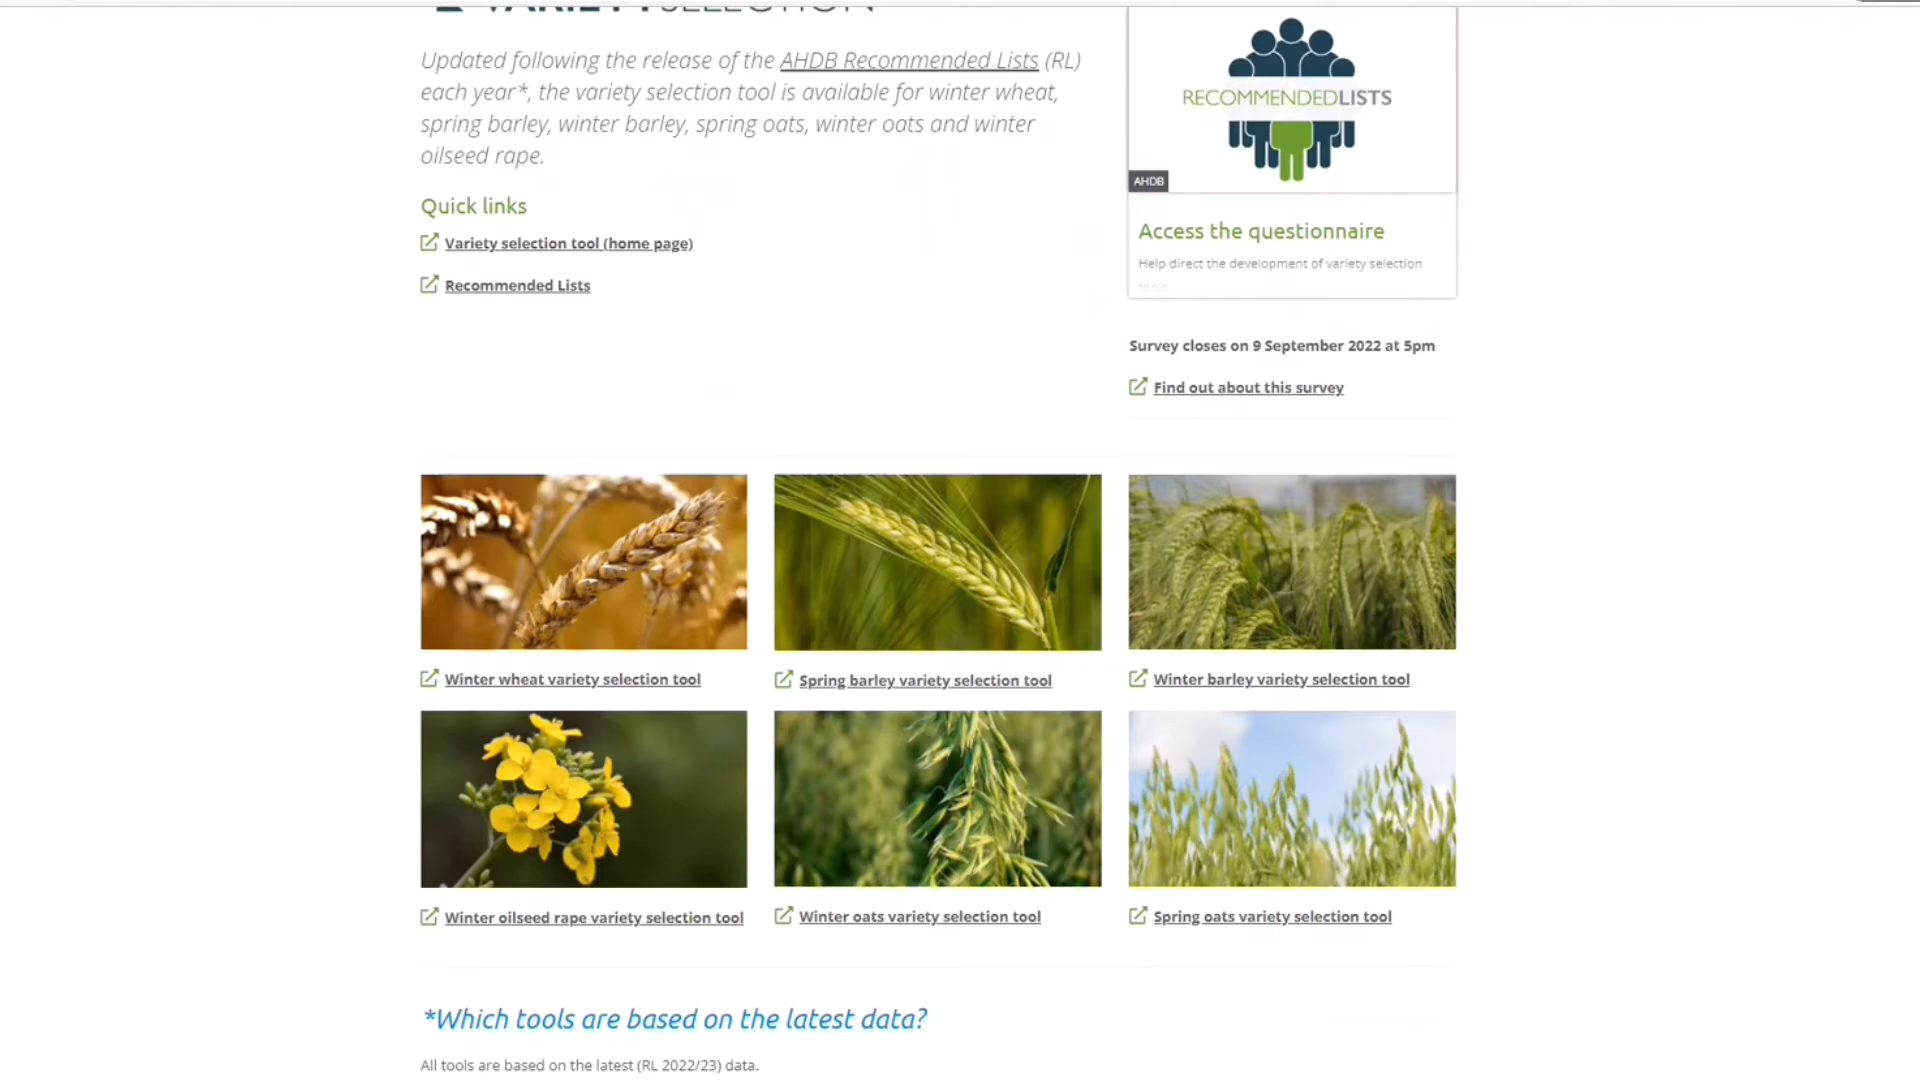 VARIETYSELECTION
Updated following the release of the AHDB Recommended Lists (RL)
each year*, the variety selection tool is available for winter wheat,
spring barley, winter barley, spring oats, winter oats and winter
oilseed rape.
Quick links
Variety selection tool (home page)
Recommended Lists
RECOMMENDEDLISTS
AHDB
Access the questionnaire
Help direct the development of variety selection
tools
Survey closes on 9 September 2022 at 5pm
Find out about this survey
Winter wheat variety selection tool
Spring barley variety selection tool
Winter barley variety selection tool
Winter oilseed rape variety selection tool
Winter oats variety selection tool
Spring oats variety selection tool
*Which tools are based on the latest data?
All tools are based on the latest (RL 2022/23) data.